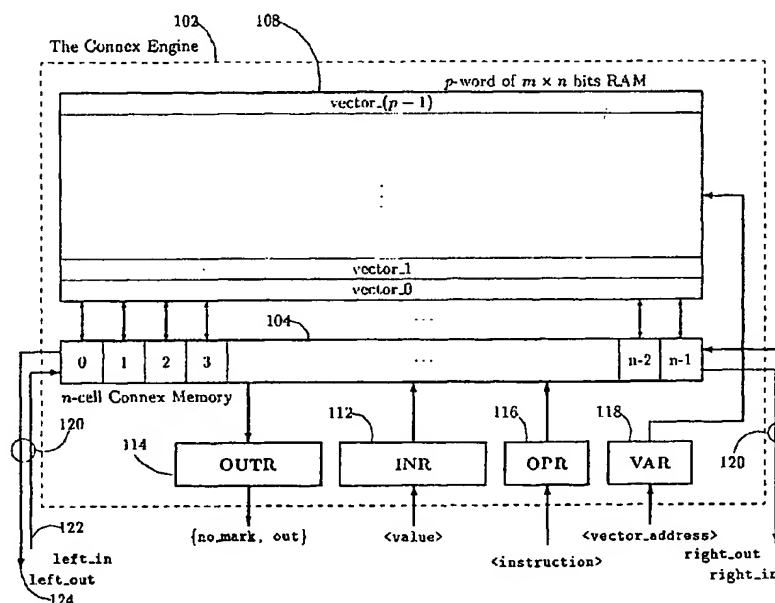 102
108
The Connex Engine
p-word of m × n bits RAM
vector_(p − 1)
⋮
vector_1
vector_0
104
...
0 1 2 3 ... n-2 n-1
n-cell Connex Memory
120
114
112
116
118
120
OUTR INR OPR VAR
122
{no_mark, out} <value> <vector_address>
left_in <instruction> right_out
left_out right_in
124